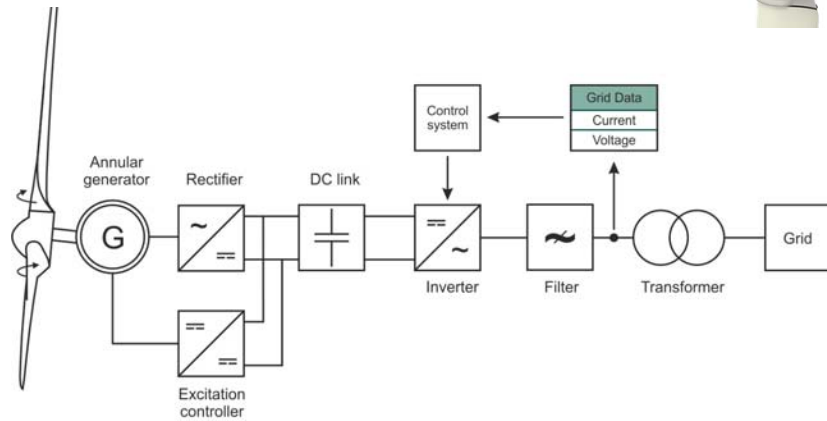 Grid Data
Current
Voltage
Control
system
Annular
generator
Rectifier
DC link
G
Grid
Inverter
Filter
Transformer
Excitation
controller